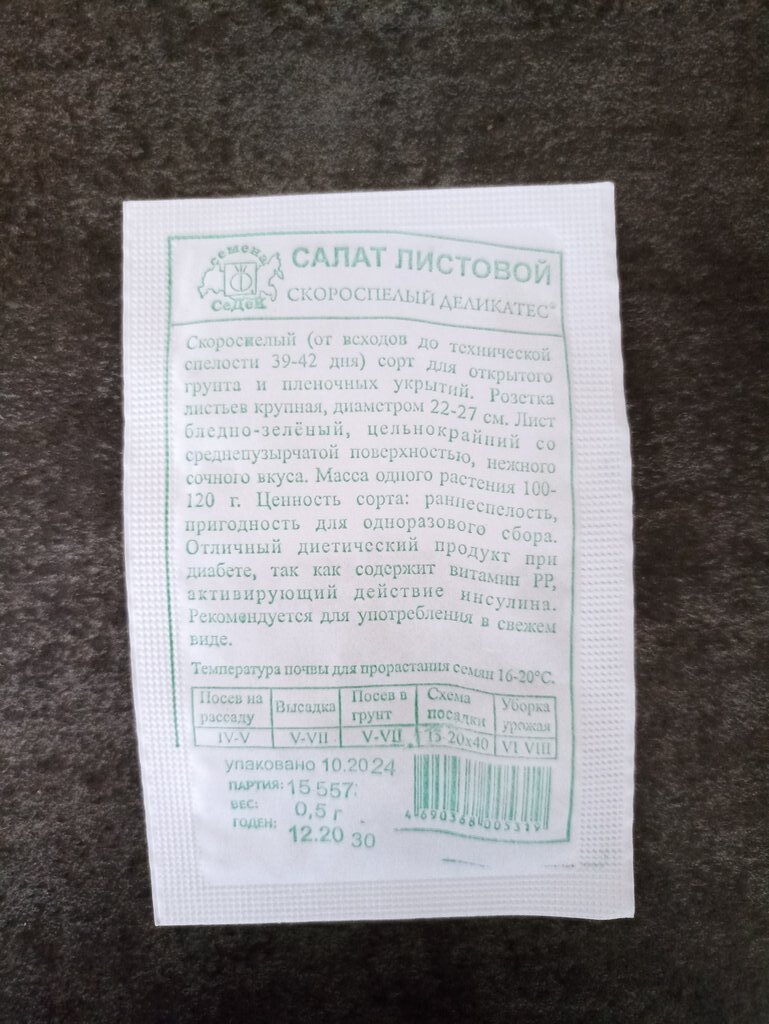 семена
СеДеК
САЛАТ ЛИСТОВОЙ
СКОРОСПЕЛЫЙ ДЕЛИКАТЕС®
Скороспелый (от всходов до технической
спелости 39-42 дня) сорт для открытого
грунта и пленочных укрытий. Розетка
листьев крупная, диаметром 22-27 см. Лист
бледно-зелёный, цельнокрайний со
среднепузырчатой поверхностью, нежного
сочного вкуса. Масса одного растения 100-
120 г. Ценность сорта: раннеспелость,
пригодность для одноразового сбора.
Отличный диетический продукт при
диабете, так как содержит витамин РР,
активирующий действие инсулина.
Рекомендуется для употребления в свежем
виде.
Температура почвы для прорастания семян 16-20°С.
Посев на рассаду Высадка Посев в грунт Схема посадки Уборка урожая
IV-V V-VII V-VII 15-20х40 VI VIII
упаковано 10.2024
ПАРТИЯ: 15 557
ВЕС: 0,5 г
ГОДЕН: 12.20 30
4 690368 005319